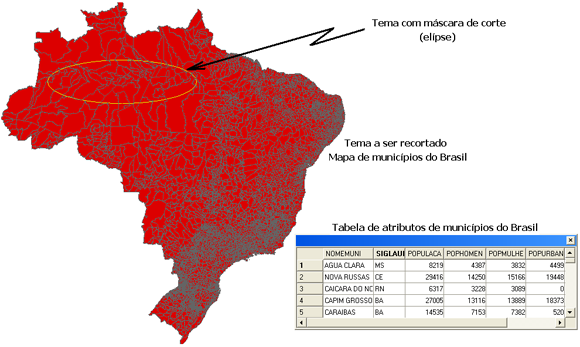 Tema com máscara de corte
(elípse)
Tema a ser recortado
Mapa de municípios do Brasil
Tabela de atributos de municípios do Brasil
NOMEMUNI SIGLAUI POPULACA POPHOMEN POPMULHE POPURBAN
1 AGUA CLARA MS 8219 4387 3832 4499
2 NOVA RUSSAS CE 29416 14250 15166 19448
3 CAICARA DO NO RN 6317 3228 3089 0
4 CAPIM GROSSO BA 27005 13116 13889 18373
5 CARAIBAS BA 14535 7153 7382 520